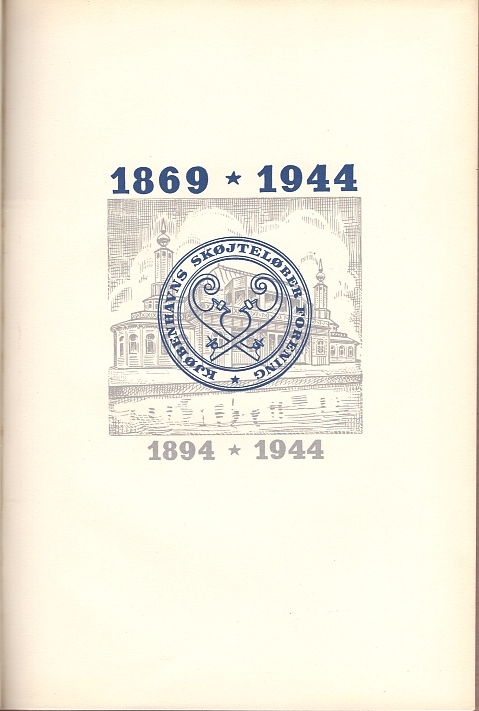 1869 ★ 1944
KJØBENHAVNS SKØJTELØBER FORENING ★
1894 ★ 1944